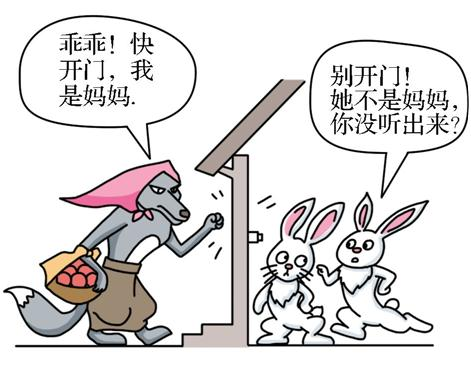 乖乖！快
开门，我
是妈妈.
别开门！
她不是妈妈，
你没听出来？